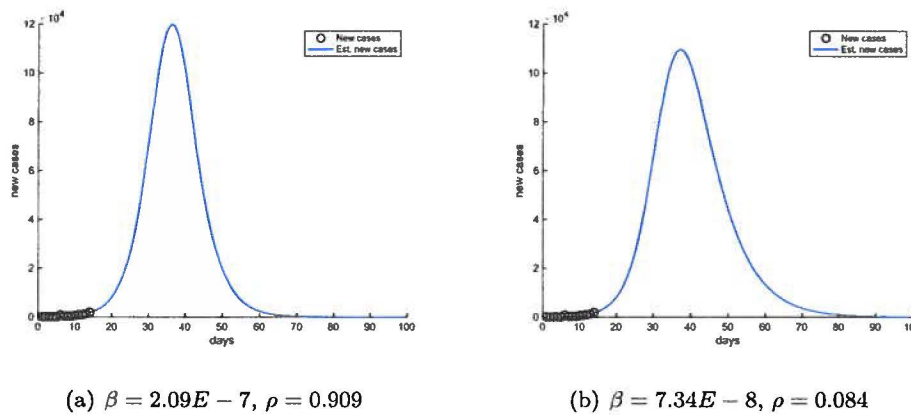 12 ×10⁴
New cases
Est. new cases
10
8
new cases
6
4
2
0
0 10 20 30 40 50 60 70 80 90 100
days
(a) β = 2.09E − 7, ρ = 0.909
12 ×10⁴
New cases
Est. new cases
10
8
new cases
6
4
2
0
0 10 20 30 40 50 60 70 80 90 100
days
(b) β = 7.34E − 8, ρ = 0.084